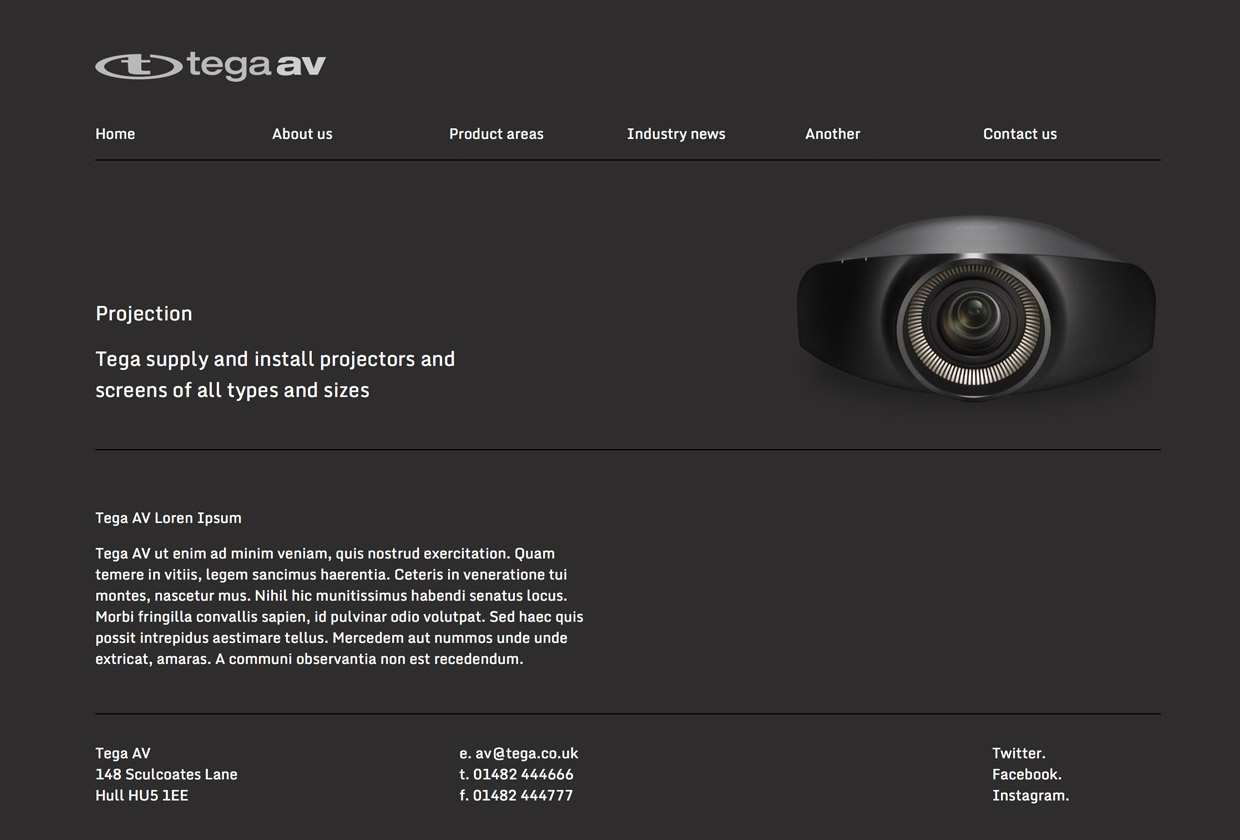 tega av
Home
About us
Product areas
Industry news
Another
Contact us
Projection
Tega supply and install projectors and
screens of all types and sizes
Tega AV Loren Ipsum
Tega AV ut enim ad minim veniam, quis nostrud exercitation. Quam
temere in vitiis, legem sancimus haerentia. Ceteris in veneratione tui
montes, nascetur mus. Nihil hic munitissimus habendi senatus locus.
Morbi fringilla convallis sapien, id pulvinar odio volutpat. Sed haec quis
possit intrepidus aestimare tellus. Mercedem aut nummos unde unde
extricat, amaras. A communi observantia non est recedendum.
Tega AV
148 Sculcoates Lane
Hull HU5 1EE
e. av@tega.co.uk
t. 01482 444666
f. 01482 444777
Twitter.
Facebook.
Instagram.